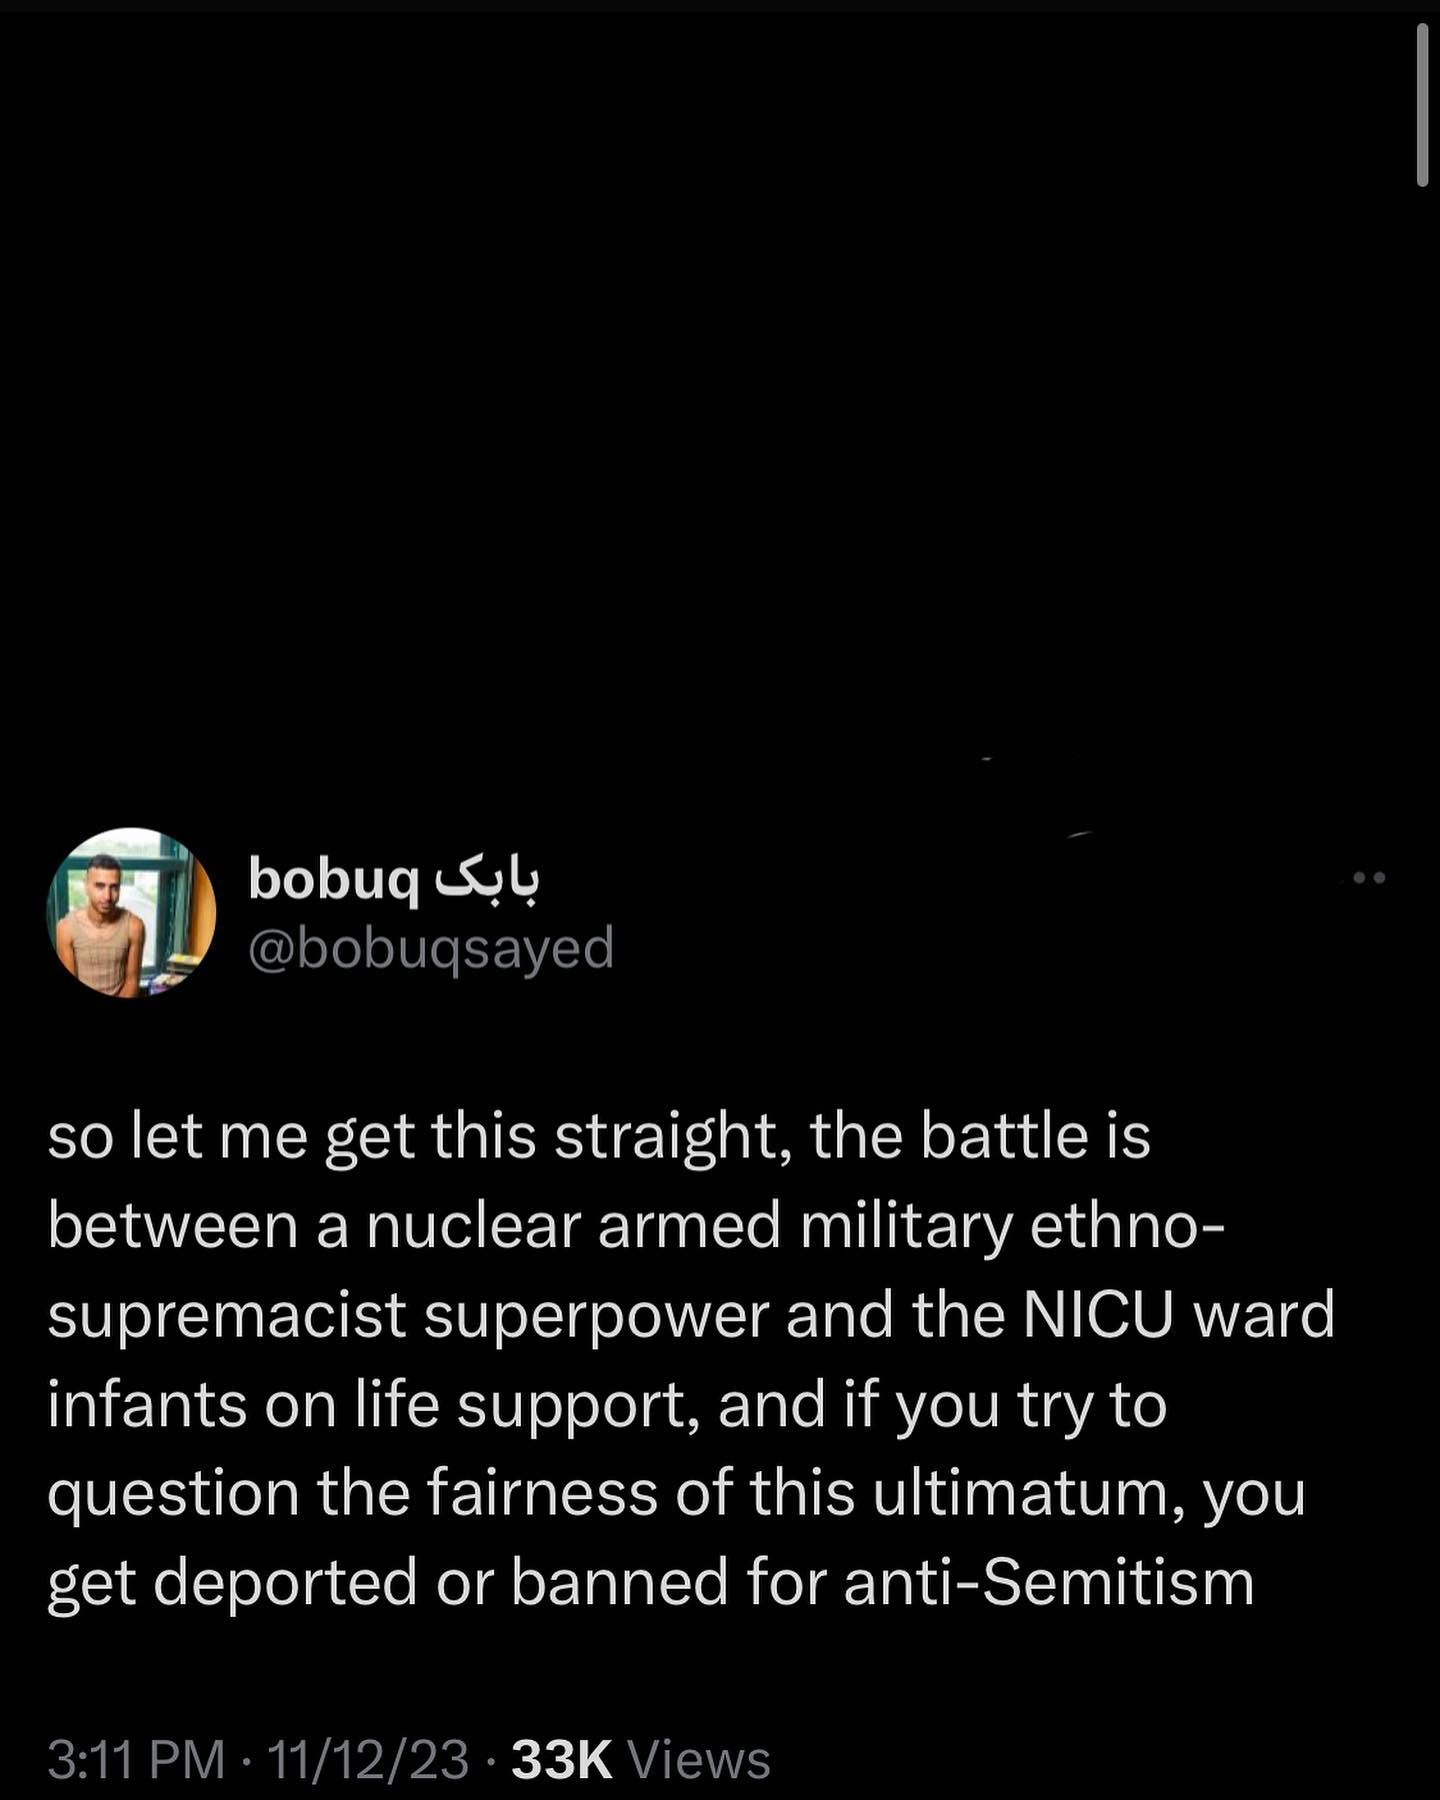 bobuq بابک
@bobuqsayed
so let me get this straight, the battle is
between a nuclear armed military ethno-
supremacist superpower and the NICU ward
infants on life support, and if you try to
question the fairness of this ultimatum, you
get deported or banned for anti-Semitism
3:11 PM · 11/12/23 · 33K Views